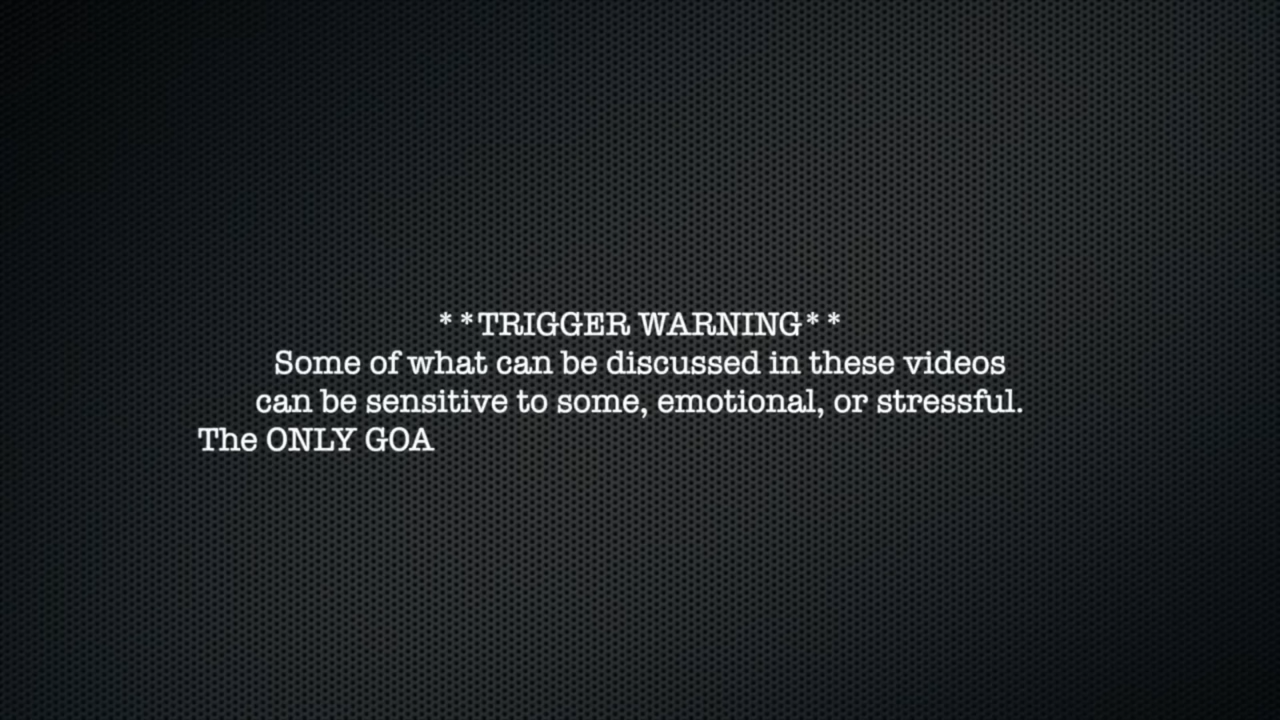 **TRIGGER WARNING**
Some of what can be discussed in these videos
can be sensitive to some, emotional, or stressful.
The ONLY GOA